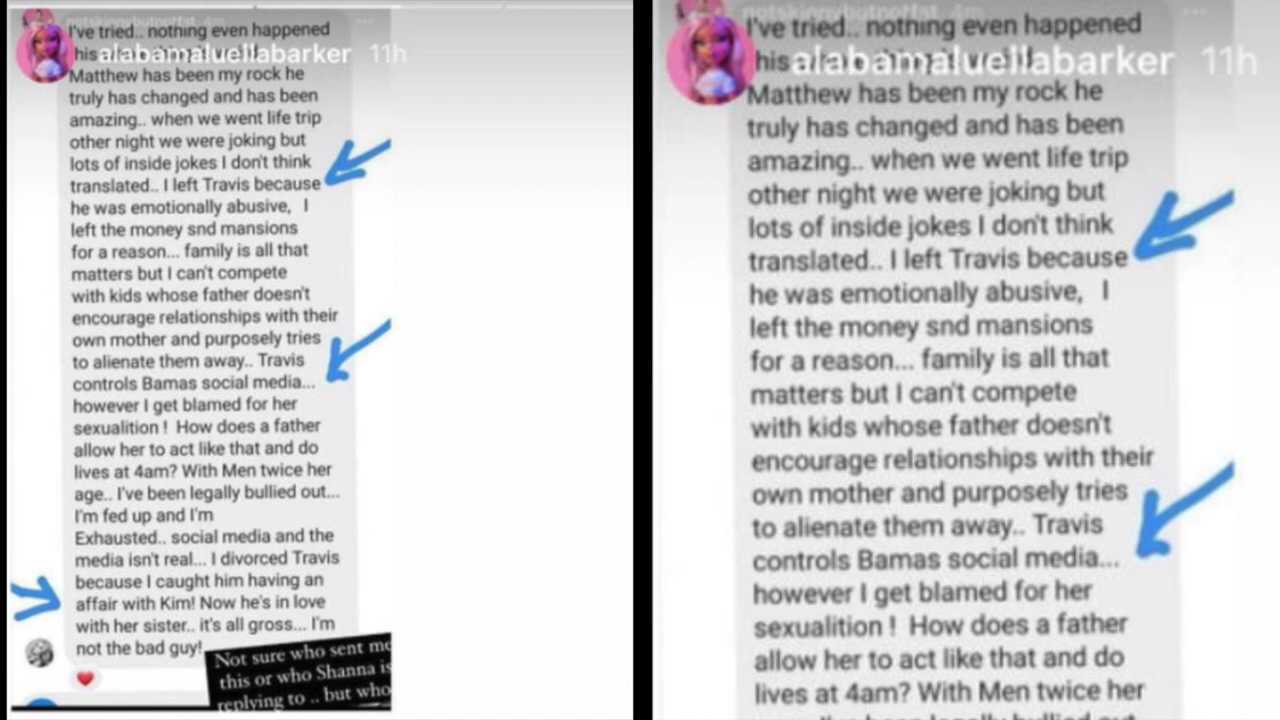 notskinnybutnotfat 4m
I've tried.. nothing even happened
alabamaluellabarker 11h
Matthew has been my rock he
truly has changed and has been
amazing.. when we went life trip
other night we were joking but
lots of inside jokes I don't think
translated.. I left Travis because
he was emotionally abusive, I
left the money snd mansions
for a reason... family is all that
matters but I can't compete
with kids whose father doesn't
encourage relationships with their
own mother and purposely tries
to alienate them away.. Travis
controls Bamas social media...
however I get blamed for her
sexualition ! How does a father
allow her to act like that and do
lives at 4am? With Men twice her
age.. I've been legally bullied out...
I'm fed up and I'm
Exhausted.. social media and the
media isn't real... I divorced Travis
because I caught him having an
affair with Kim! Now he's in love
with her sister.. it's all gross... I'm
not the bad guy!
Not sure who sent me
this or who Shanna is
replying to .. but who
notskinnybutnotfat 4m
I've tried.. nothing even happened
alabamaluellabarker 11h
Matthew has been my rock he
truly has changed and has been
amazing.. when we went life trip
other night we were joking but
lots of inside jokes I don't think
translated.. I left Travis because
he was emotionally abusive, I
left the money snd mansions
for a reason... family is all that
matters but I can't compete
with kids whose father doesn't
encourage relationships with their
own mother and purposely tries
to alienate them away.. Travis
controls Bamas social media...
however I get blamed for her
sexualition ! How does a father
allow her to act like that and do
lives at 4am? With Men twice her